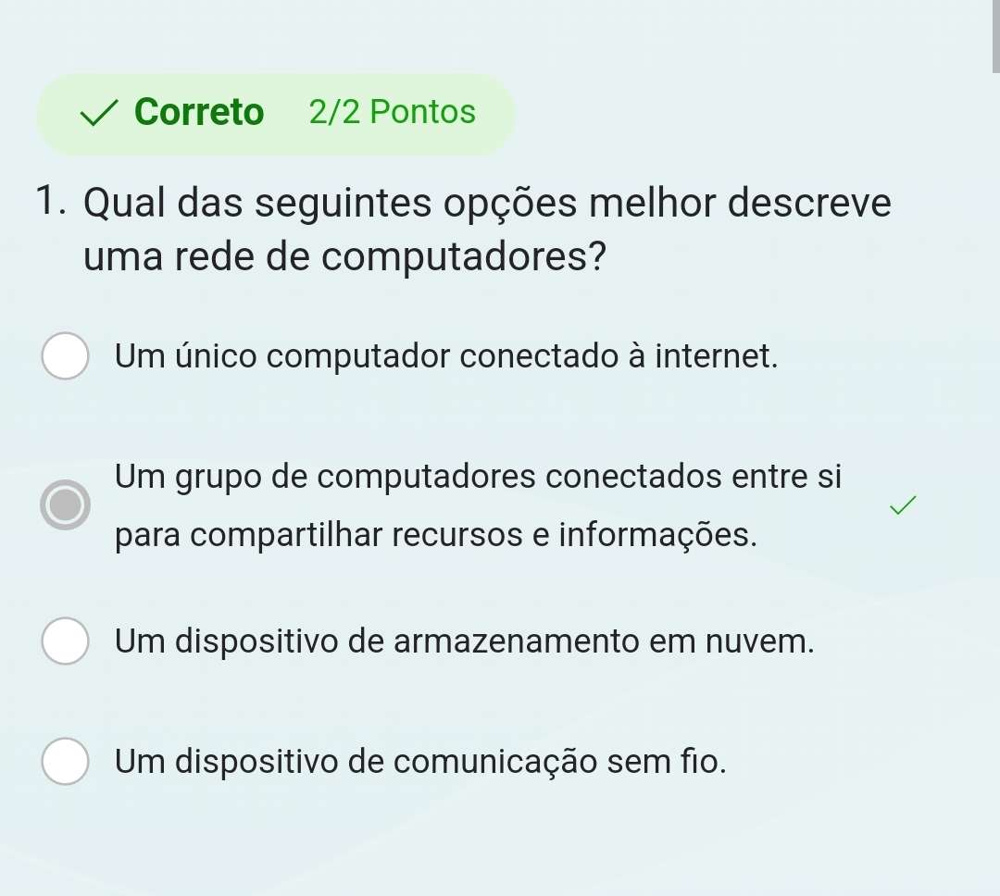 Correto 2/2 Pontos
1. Qual das seguintes opções melhor descreve
uma rede de computadores?
Um único computador conectado à internet.
Um grupo de computadores conectados entre si
para compartilhar recursos e informações.
Um dispositivo de armazenamento em nuvem.
Um dispositivo de comunicação sem fio.